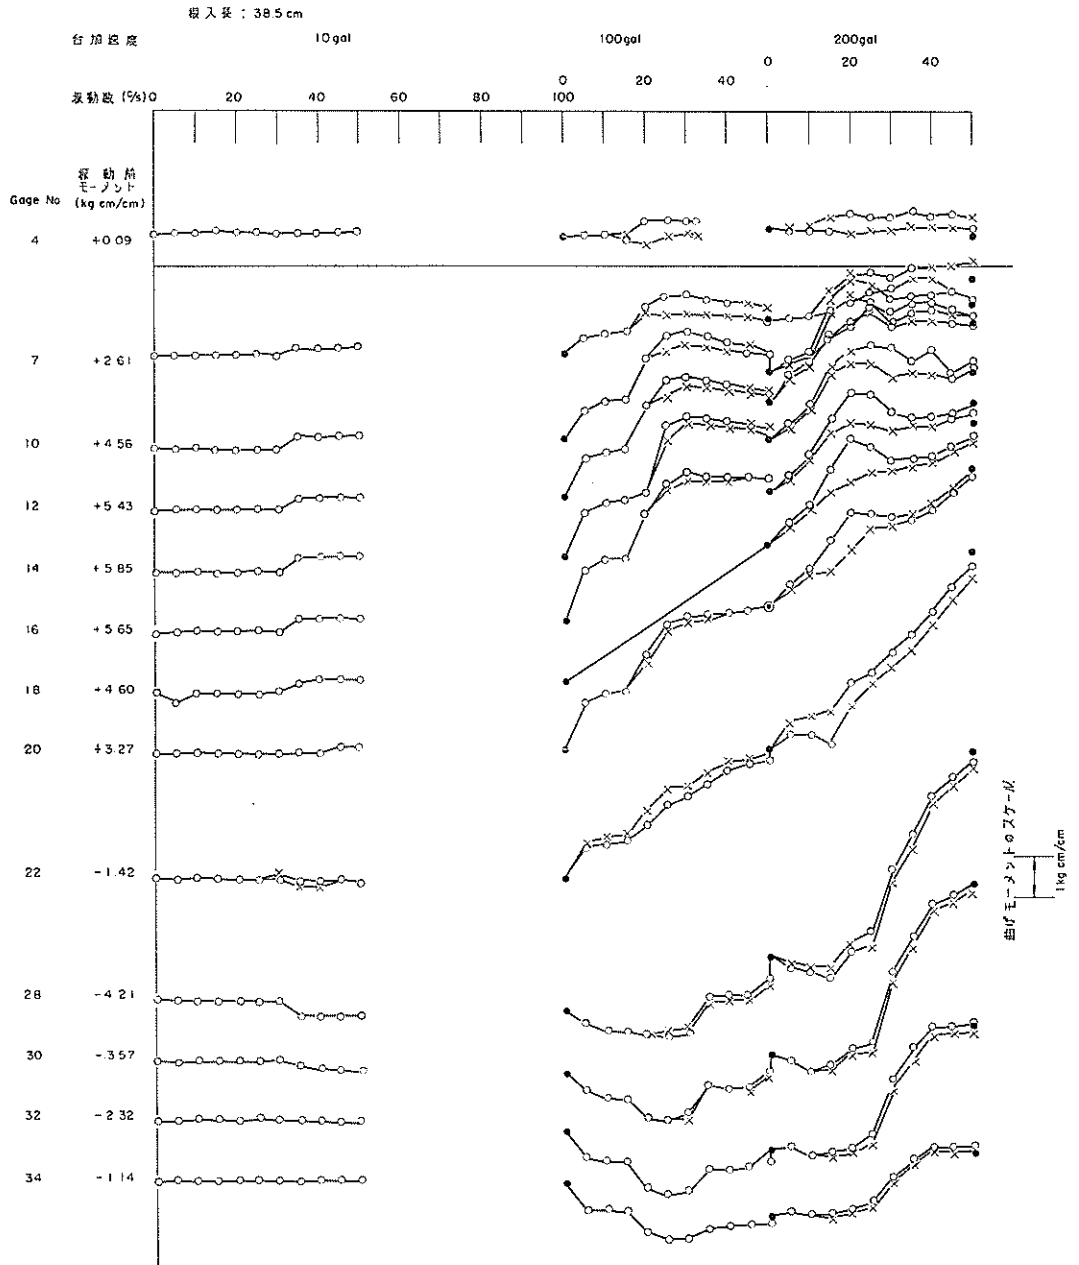 根入長 : 38.5 cm
台加速度 10gal 100gal 200gal
0 20 40
0 20 40
振動数 (c/s) 0 20 40 60 80 100
振動前
モーメント
Gage No (kg cm/cm)
4 +0.09
7 +2.61
10 +4.56
12 +5.43
14 +5.85
16 +5.65
18 +4.60
20 +3.27
22 -1.42
28 -4.21
30 -3.57
32 -2.32
34 -1.14
曲げモーメントのスケール
1kg cm/cm